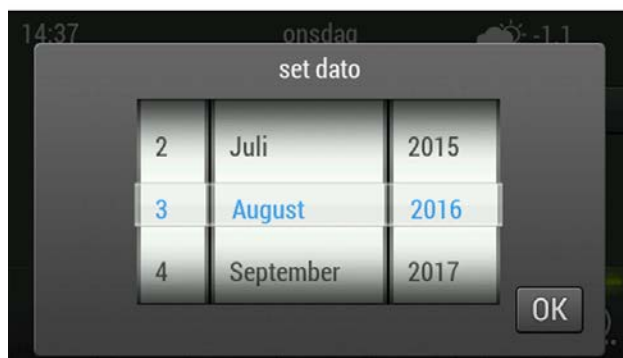 14:37 onsdag -1.1
set dato
2 Juli 2015
3 August 2016
4 September 2017
OK